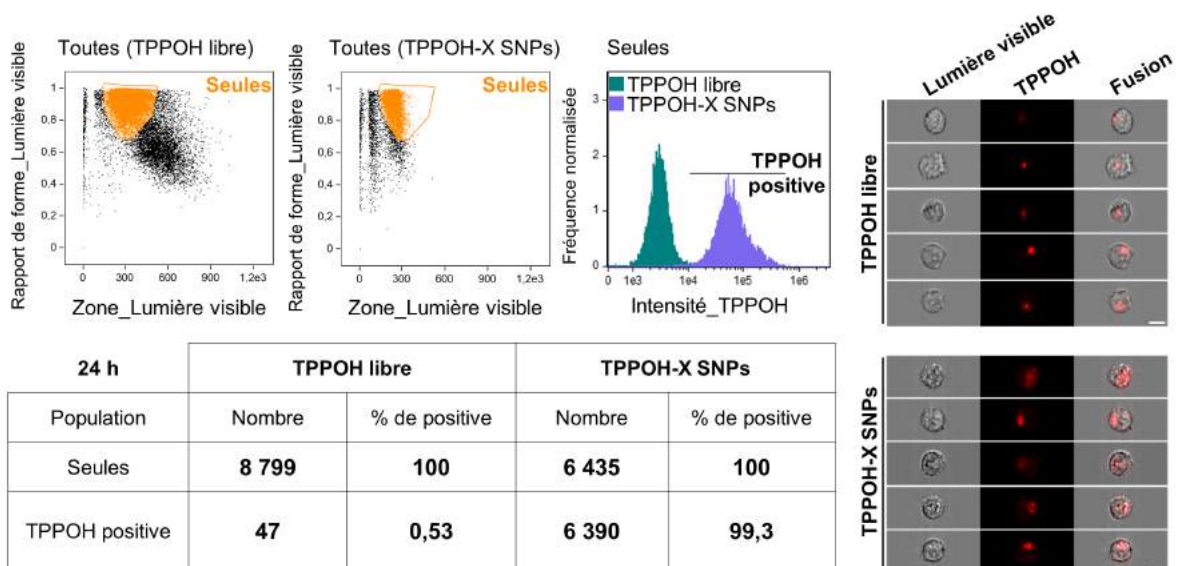 Toutes (TPPOH libre)
Seules
Rapport de forme_Lumière visible
1
0,8
0,6
0,4
0,2
0
0
300
600
900
1,2e3
Zone_Lumière visible
Toutes (TPPOH-X SNPs)
Seules
Rapport de forme_Lumière visible
1
0,8
0,6
0,4
0,2
0
0
300
600
900
1,2e3
Zone_Lumière visible
Seules
TPPOH libre
TPPOH-X SNPs
TPPOH
positive
Fréquence normalisée
3
2
1
0
0
1e3
1e4
1e5
1e6
Intensité_TPPOH
Lumière visible
TPPOH
Fusion
TPPOH libre
TPPOH-X SNPs
24 h TPPOH libre TPPOH-X SNPs
Population Nombre % de positive Nombre % de positive
Seules 8 799 100 6 435 100
TPPOH positive 47 0,53 6 390 99,3